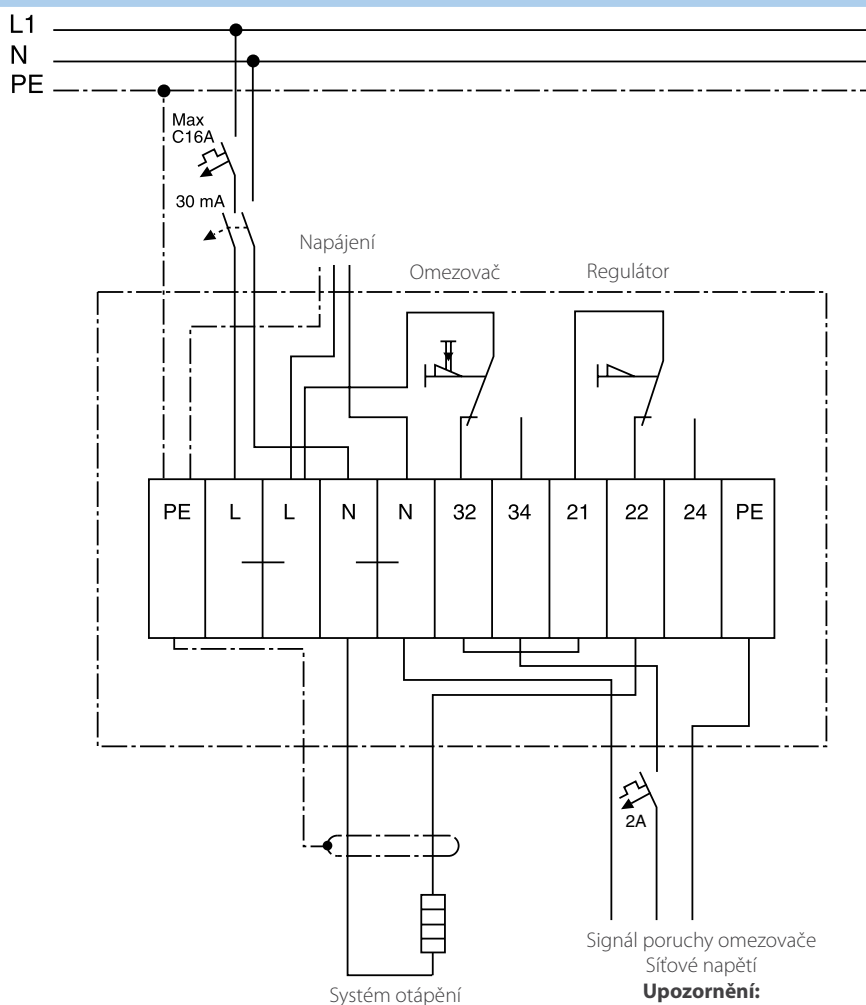 L1
N
PE
Max
C16A
30 mA
Napájení
Omezovač
Regulátor
PE L L N N 32 34 21 22 24 PE
2A
Signál poruchy omezovače
Síťové napětí
Upozornění:
Systém otápění